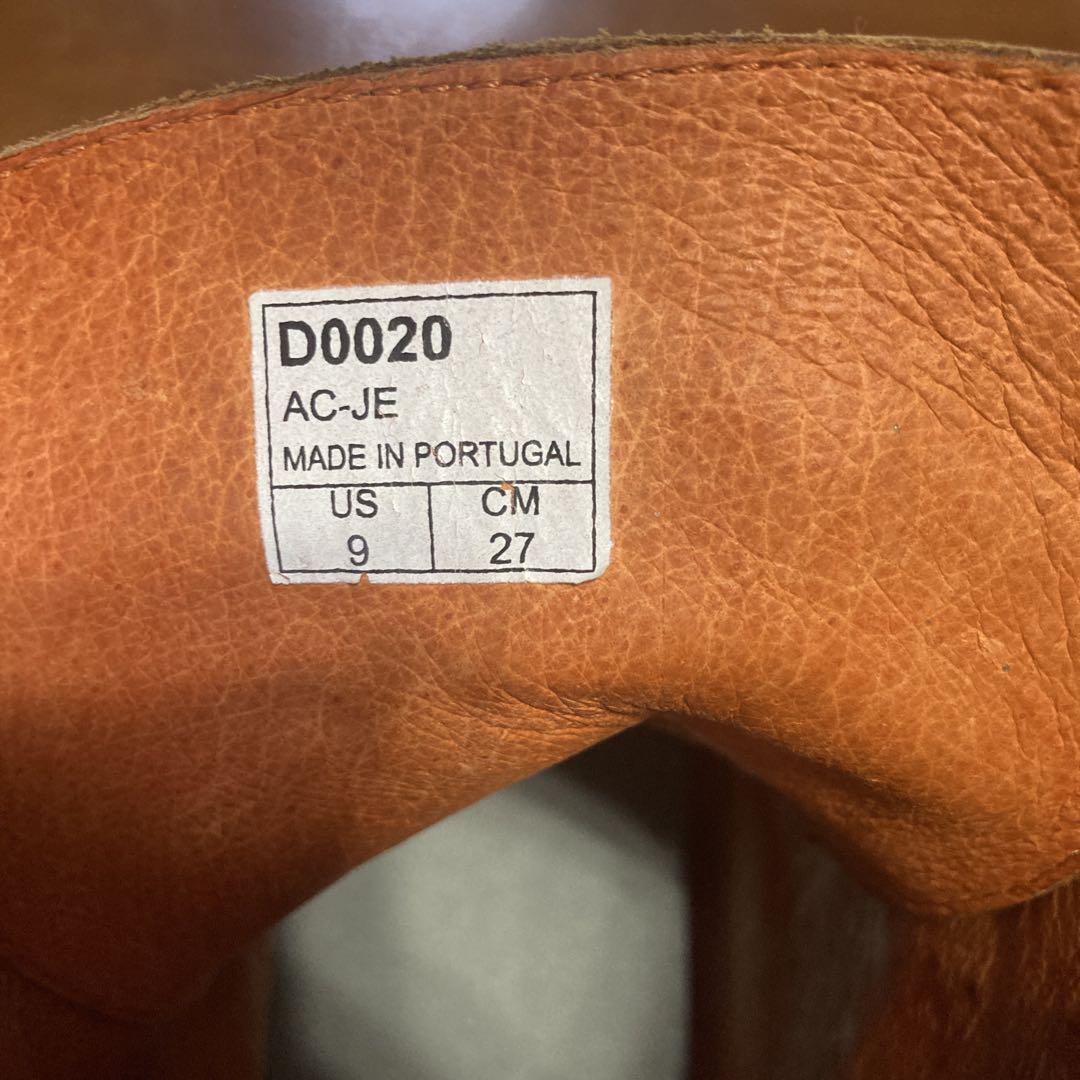 D0020
AC-JE
MADE IN PORTUGAL
US CM
9 27